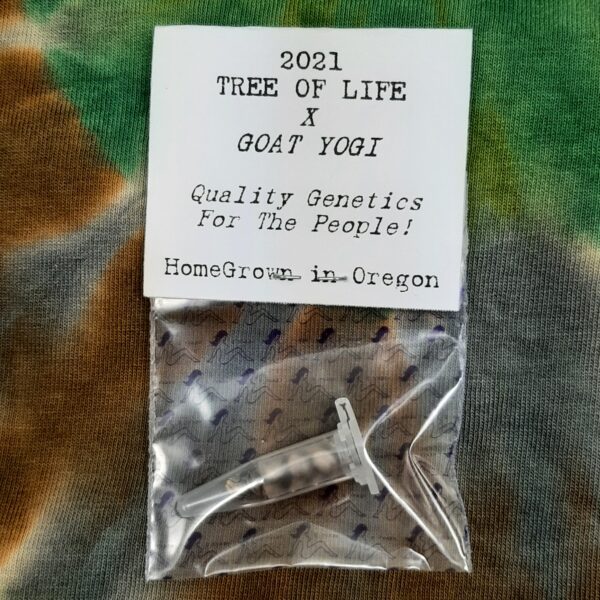 2021
TREE OF LIFE
X
GOAT YOGI
Quality Genetics
For The People!
HomeGrown in Oregon